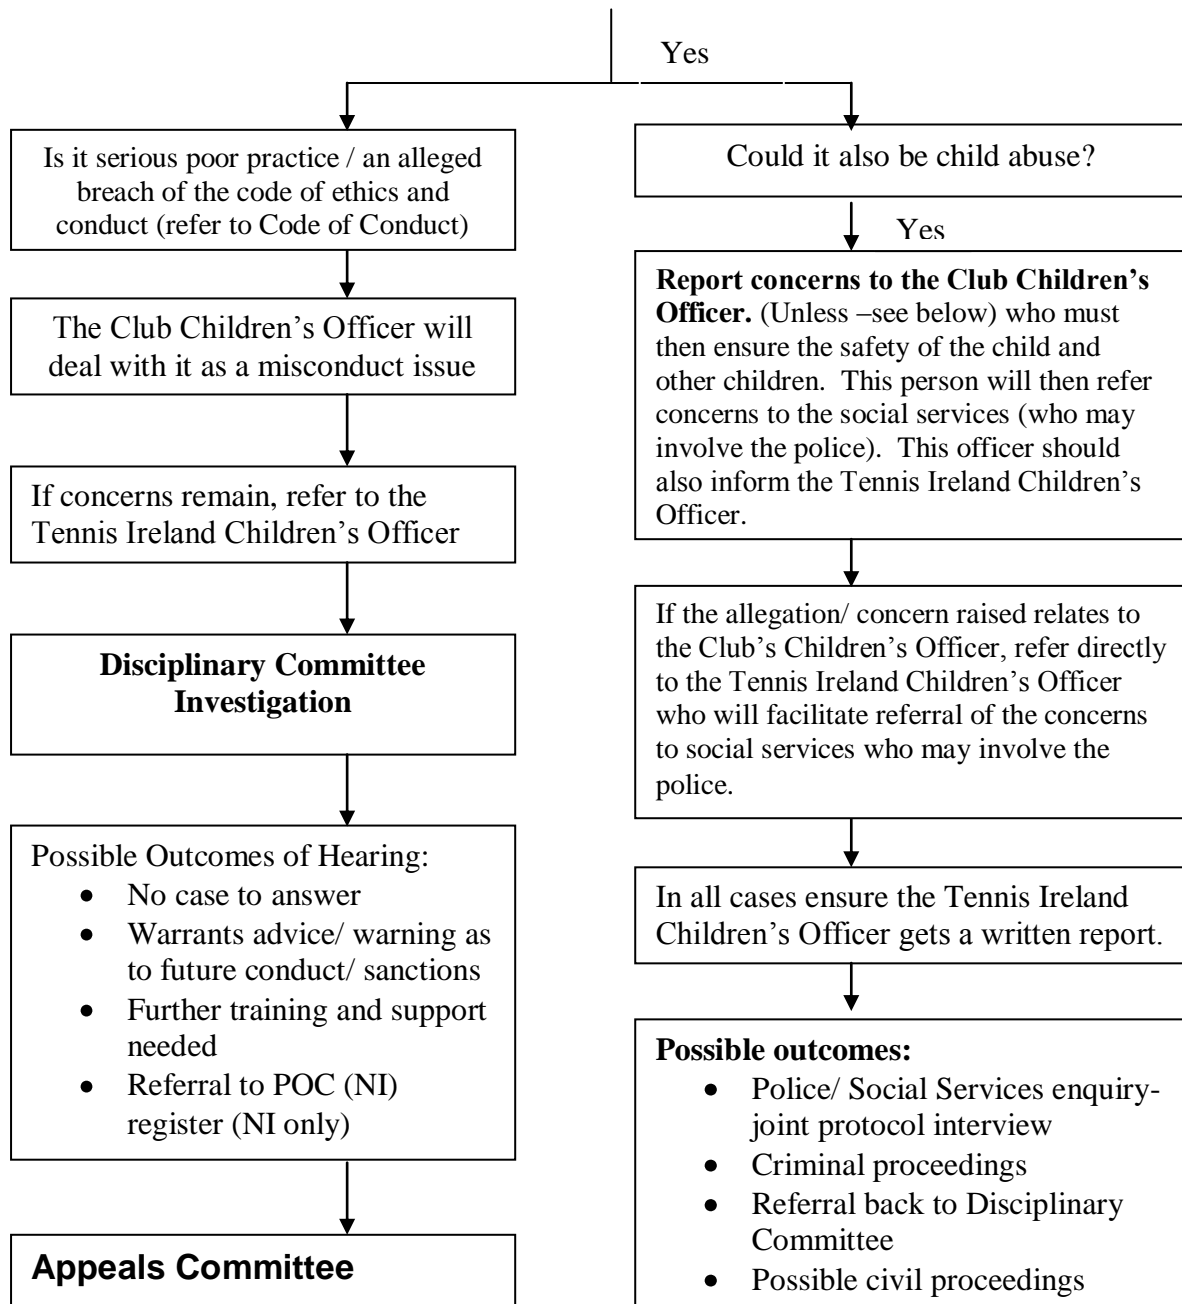 Yes
Is it serious poor practice / an alleged
breach of the code of ethics and
conduct (refer to Code of Conduct)
The Club Children’s Officer will
deal with it as a misconduct issue
If concerns remain, refer to the
Tennis Ireland Children’s Officer
Disciplinary Committee
Investigation
Possible Outcomes of Hearing:
• No case to answer
• Warrants advice/ warning as
to future conduct/ sanctions
• Further training and support
needed
• Referral to POC (NI)
register (NI only)
Appeals Committee
Could it also be child abuse?
Yes
Report concerns to the Club Children’s
Officer. (Unless –see below) who must
then ensure the safety of the child and
other children. This person will then refer
concerns to the social services (who may
involve the police). This officer should
also inform the Tennis Ireland Children’s
Officer.
If the allegation/ concern raised relates to
the Club’s Children’s Officer, refer directly
to the Tennis Ireland Children’s Officer
who will facilitate referral of the concerns
to social services who may involve the
police.
In all cases ensure the Tennis Ireland
Children’s Officer gets a written report.
Possible outcomes:
• Police/ Social Services enquiry-
joint protocol interview
• Criminal proceedings
• Referral back to Disciplinary
Committee
• Possible civil proceedings